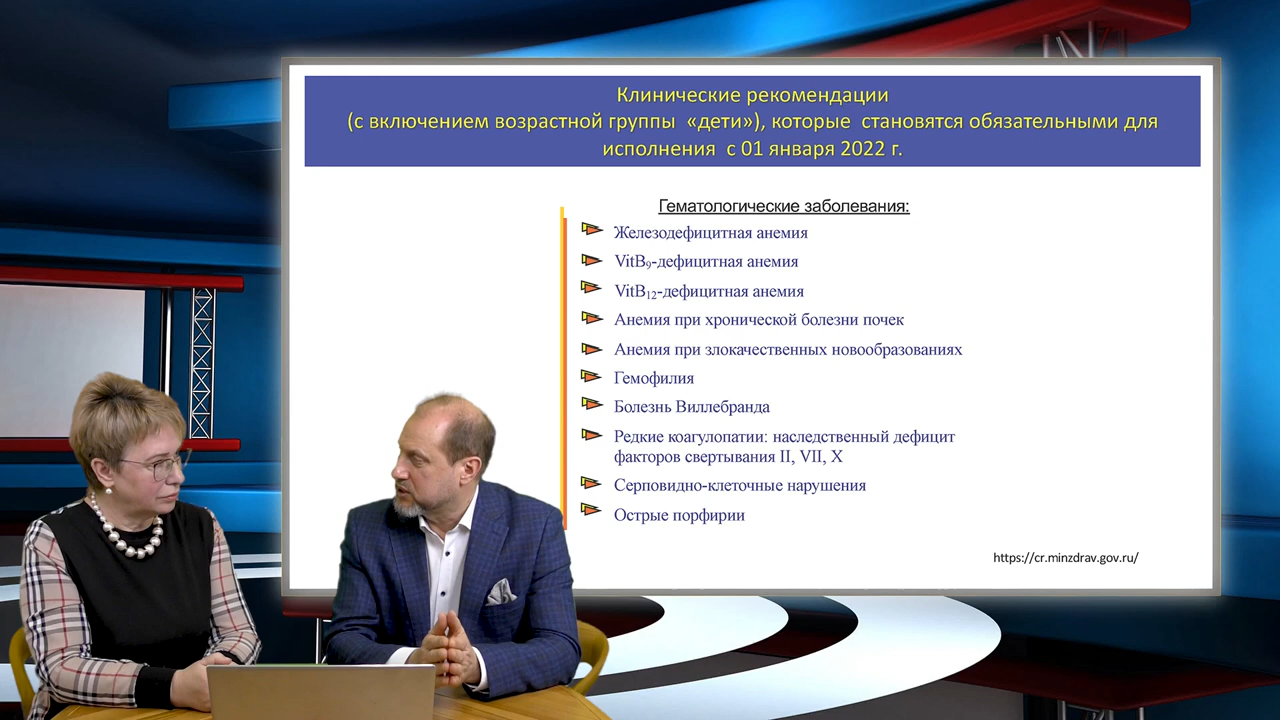 Клинические рекомендации
(с включением возрастной группы «дети»), которые становятся обязательными для
исполнения с 01 января 2022 г.
Гематологические заболевания:
Железодефицитная анемия
VitB₉-дефицитная анемия
VitB₁₂-дефицитная анемия
Анемия при хронической болезни почек
Анемия при злокачественных новообразованиях
Гемофилия
Болезнь Виллебранда
Редкие коагулопатии: наследственный дефицит
факторов свертывания II, VII, X
Серповидно-клеточные нарушения
Острые порфирии
https://cr.minzdrav.gov.ru/